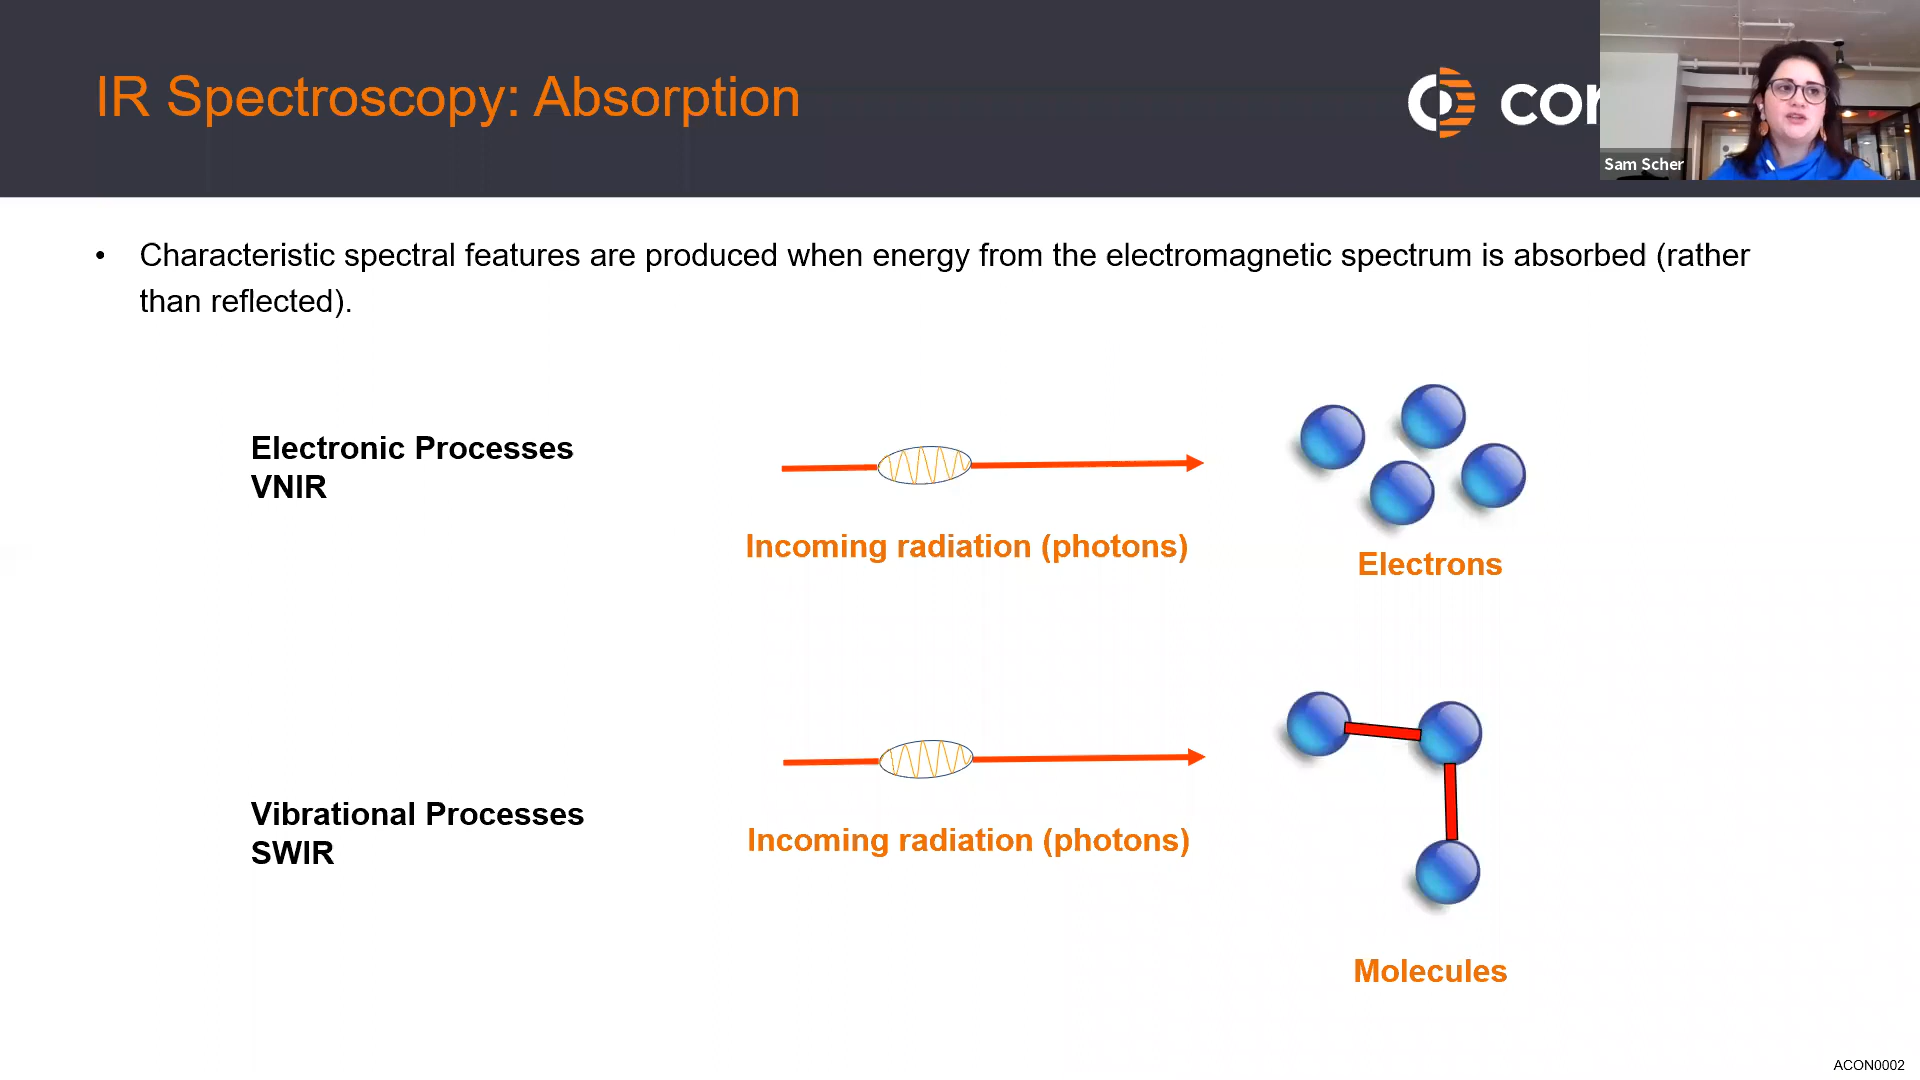 IR Spectroscopy: Absorption
Sam Scher
• Characteristic spectral features are produced when energy from the electromagnetic spectrum is absorbed (rather
than reflected).
Electronic Processes
VNIR
Incoming radiation (photons)
Electrons
Vibrational Processes
SWIR
Incoming radiation (photons)
Molecules
ACON0002